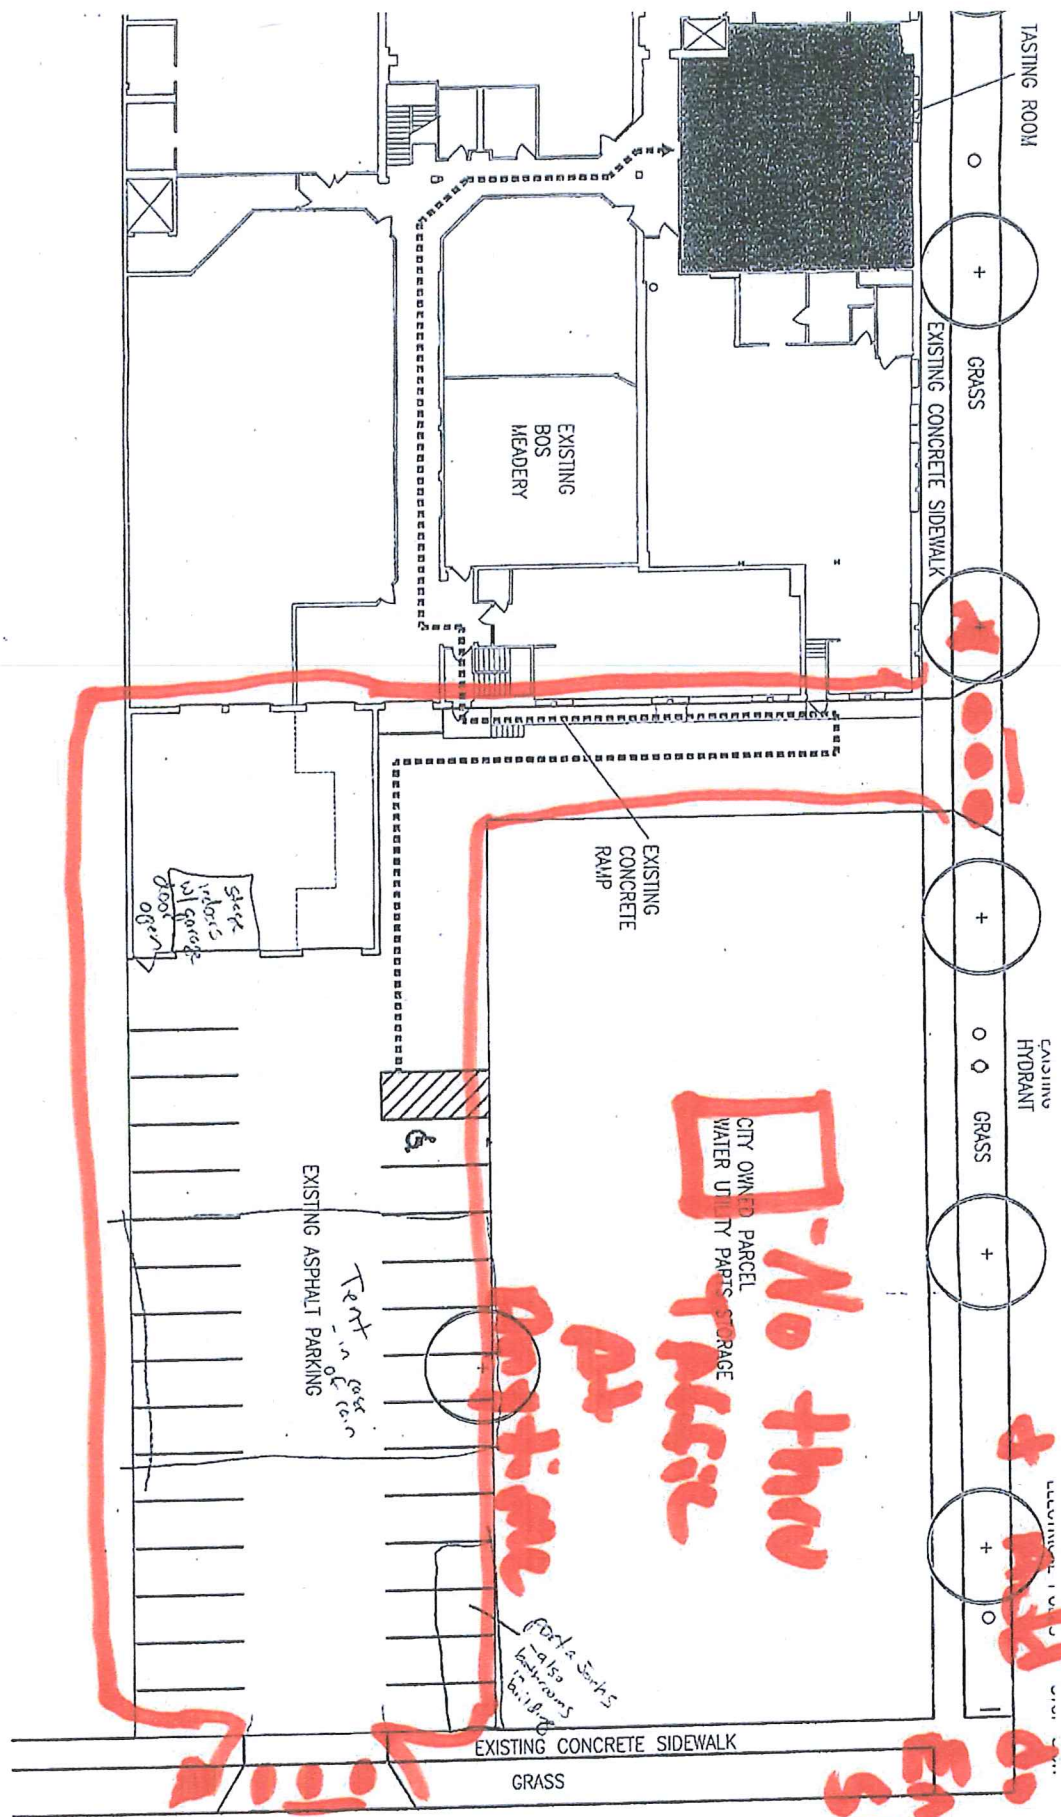 TASTING ROOM
GRASS
EXISTING CONCRETE SIDEWALK
EXISTING
BOS
MEADERY
EXISTING
CONCRETE
RAMP
HYDRANT
GRASS
CITY OWNED PARCEL
WATER UTILITY PARTS STORAGE
- No thru
traffic
At
Anytime
stage
indoors
w/ garage
door
open
EXISTING ASPHALT PARKING
Tent
- in case
of rain
porta Johns
- also
bathrooms
in
building
EXISTING CONCRETE SIDEWALK
GRASS